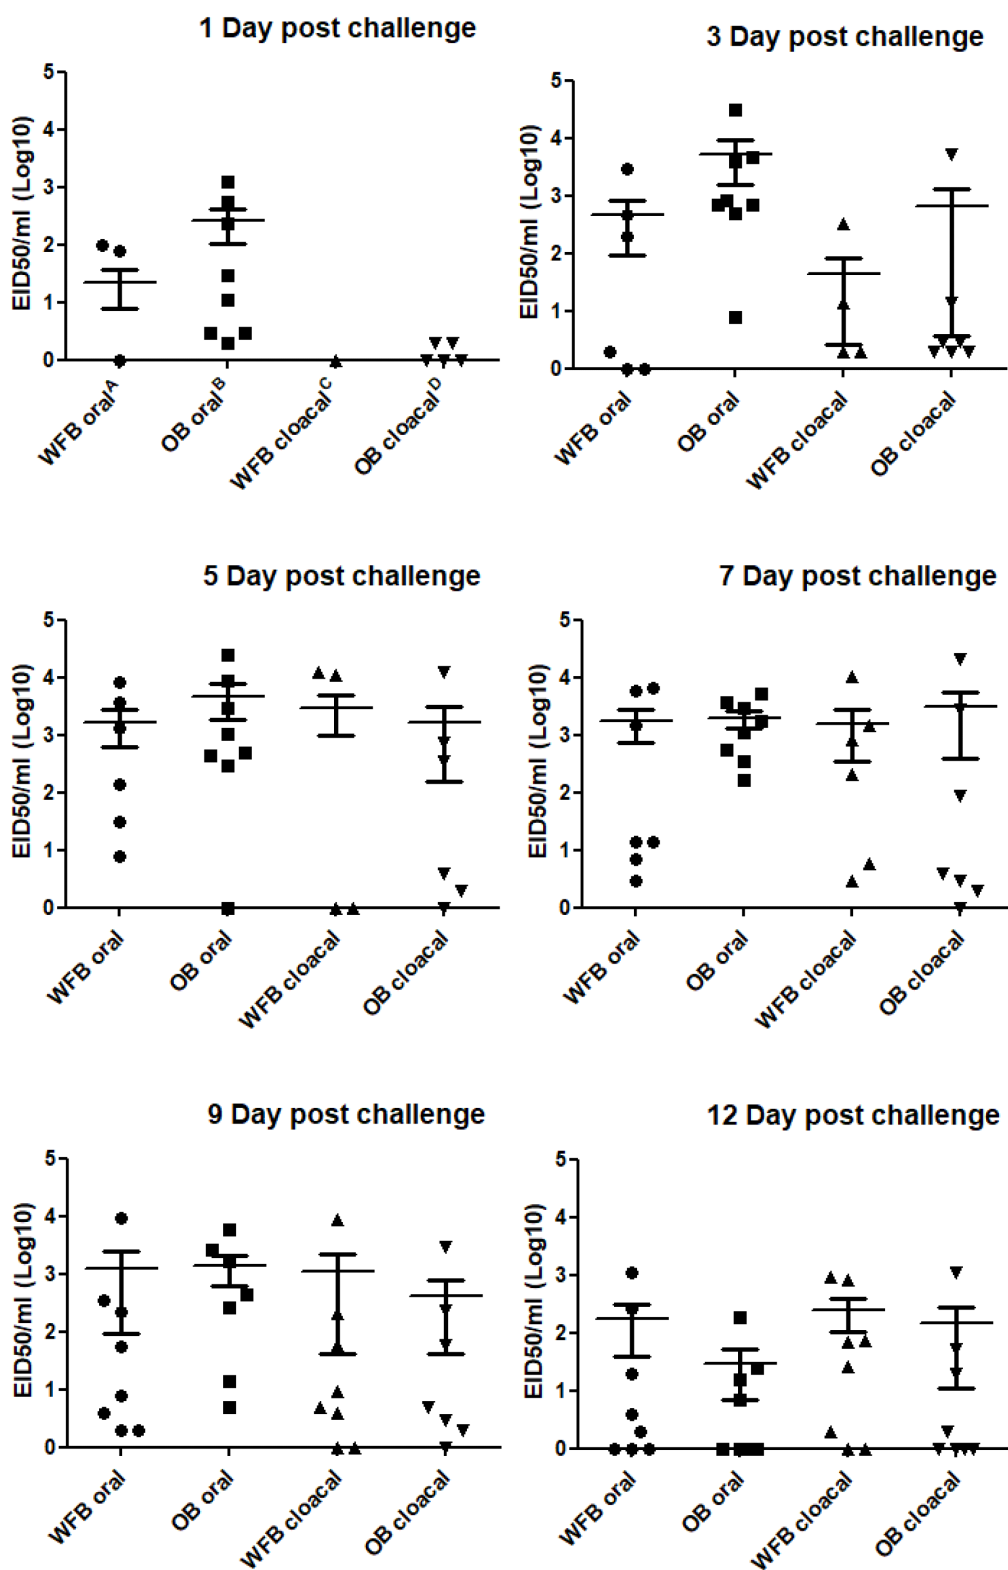 1 Day post challenge
EID50/ml (Log10)
5
4
3
2
1
0
WFB oral^A
OB oral^B
WFB cloacal^C
OB cloacal^D
3 Day post challenge
EID50/ml (Log10)
5
4
3
2
1
0
WFB oral
OB oral
WFB cloacal
OB cloacal
5 Day post challenge
EID50/ml (Log10)
5
4
3
2
1
0
WFB oral
OB oral
WFB cloacal
OB cloacal
7 Day post challenge
EID50/ml (Log10)
5
4
3
2
1
0
WFB oral
OB oral
WFB cloacal
OB cloacal
9 Day post challenge
EID50/ml (Log10)
5
4
3
2
1
0
WFB oral
OB oral
WFB cloacal
OB cloacal
12 Day post challenge
EID50/ml (Log10)
5
4
3
2
1
0
WFB oral
OB oral
WFB cloacal
OB cloacal